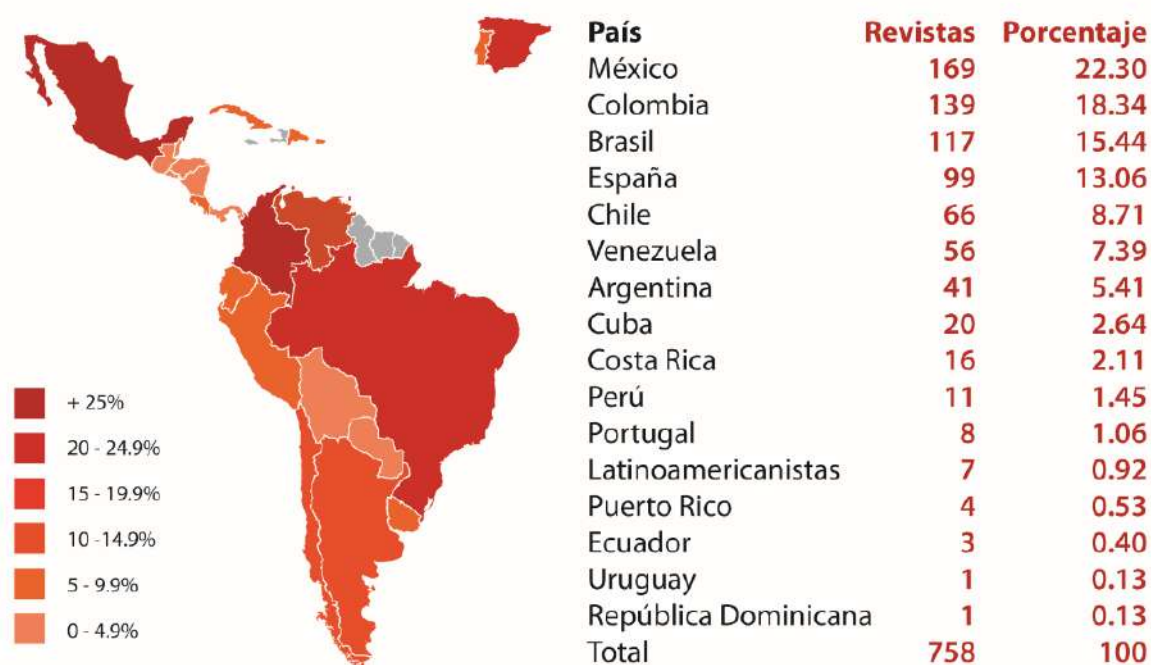 País Revistas Porcentaje
México 169 22.30
Colombia 139 18.34
Brasil 117 15.44
España 99 13.06
Chile 66 8.71
Venezuela 56 7.39
Argentina 41 5.41
Cuba 20 2.64
Costa Rica 16 2.11
Perú 11 1.45
Portugal 8 1.06
Latinoamericanistas 7 0.92
Puerto Rico 4 0.53
Ecuador 3 0.40
Uruguay 1 0.13
República Dominicana 1 0.13
Total 758 100
+ 25%
20 - 24.9%
15 - 19.9%
10 -14.9%
5 - 9.9%
0 - 4.9%